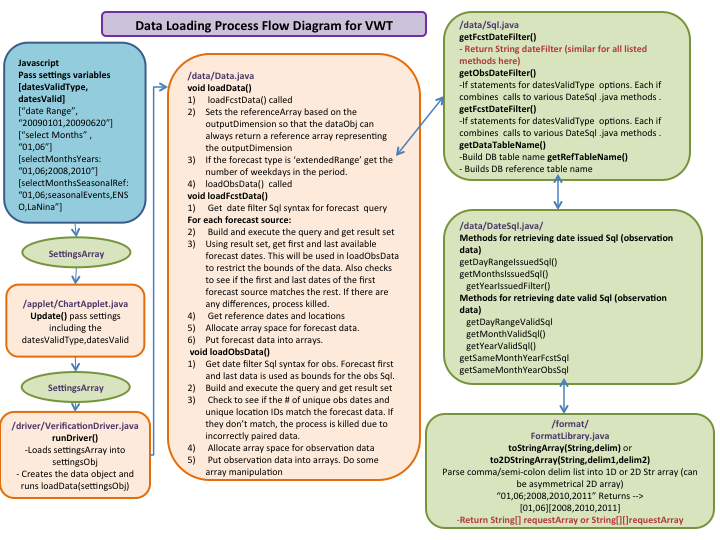 Data Loading Process Flow Diagram for VWT
Javascript
Pass settings variables
[datesValidType,
datesValid]
["date Range",
"20090101,20090620"]
["select Months" ,
"01,06"]
[selectMonthsYears:
"01,06;2008,2010"]
[selectMonthsSeasonalRef:
"01,06;seasonalEvents,ENS
O,LaNina"]
SettingsArray
/applet/ChartApplet.java
Update() pass settings
including the
datesValidType,datesValid
SettingsArray
/driver/VerificationDriver.java
runDriver()
-Loads settingsArray into
settingsObj
- Creates the data object and
runs loadData(settingsObj)
/data/Data.java
void loadData()
1) loadFcstData() called
2) Sets the referenceArray based on the
outputDimension so that the dataObj can
always return a reference array representing
the outputDimension
3) If the forecast type is 'extendedRange' get the
number of weekdays in the period.
4) loadObsData() called
void loadFcstData()
1) Get date filter Sql syntax for forecast query
For each forecast source:
2) Build and execute the query and get result set
3) Using result set, get first and last available
forecast dates. This will be used in loadObsData
to restrict the bounds of the data. Also checks
to see if the first and last dates of the first
forecast source matches the rest. If there are
any differences, process killed.
4) Get reference dates and locations
5) Allocate array space for forecast data.
6) Put forecast data into arrays.
void loadObsData()
1) Get date filter Sql syntax for obs. Forecast first
and last data is used as bounds for the obs Sql.
2) Build and execute the query and get result set
3) Check to see if the # of unique obs dates and
unique location IDs match the forecast data. If
they don't match, the process is killed due to
incorrectly paired data.
4) Allocate array space for observation data
5) Put observation data into arrays. Do some
array manipulation
/data/Sql.java
getFcstDateFilter()
- Return String dateFilter (similar for all listed
methods here)
getObsDateFilter()
-If statements for datesValidType options. Each if
combines calls to various DateSql .java methods .
getFcstDateFilter()
-If statements for datesValidType options. Each if
combines calls to various DateSql .java methods .
getDataTableName()
-Build DB table name getRefTableName()
- Builds DB reference table name
/data/DateSql.java/
Methods for retrieving date issued Sql (observation
data)
getDayRangeIssuedSql()
getMonthsIssuedSql()
getYearIssuedFilter()
Methods for retrieving date valid Sql (observation
data)
getDayRangeValidSql
getMonthValidSql()
getYearValidSql()
getSameMonthYearFcstSql
getSameMonthYearObsSql
/format/
FormatLibrary.java
toStringArray(String,delim) or
to2DStringArray(String,delim1,delim2)
Parse comma/semi-colon delim list into 1D or 2D Str array (can
be asymmetrical 2D array)
"01,06;2008,2010,2011" Returns -->
[01,06][2008,2010,2011]
-Return String[] requestArray or String[][]requestArray